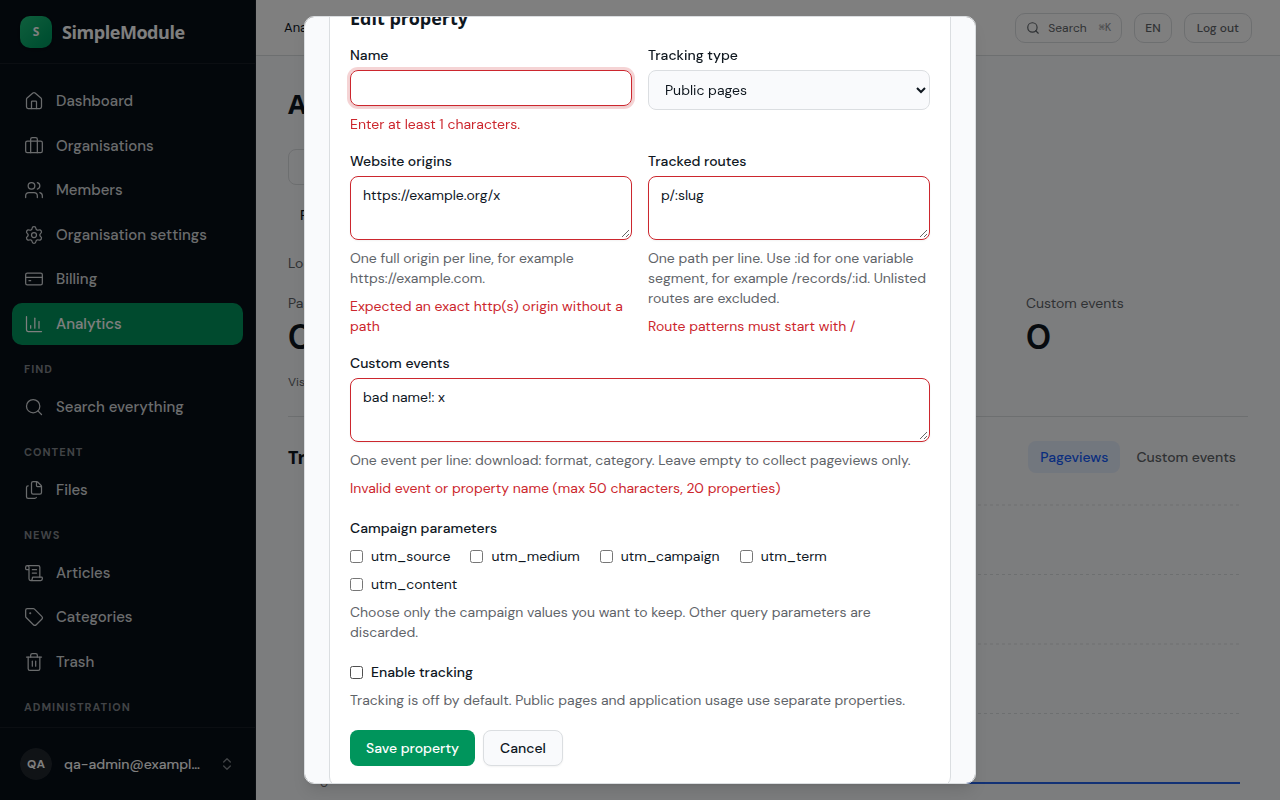 S SimpleModule
Dashboard
Organisations
Members
Organisation settings
Billing
Analytics
FIND
Search everything
CONTENT
Files
NEWS
Articles
Categories
Trash
ADMINISTRATION
QA qa-admin@exampl...
Search ⌘K
EN
Log out
Edit property
Name
Tracking type
Public pages
Enter at least 1 characters.
Website origins
Tracked routes
https://example.org/x
p/:slug
One full origin per line, for example
https://example.com.
Expected an exact http(s) origin without a
path
One path per line. Use :id for one variable
segment, for example /records/:id. Unlisted
routes are excluded.
Route patterns must start with /
Custom events
bad name!: x
One event per line: download: format, category. Leave empty to collect pageviews only.
Invalid event or property name (max 50 characters, 20 properties)
Campaign parameters
utm_source
utm_medium
utm_campaign
utm_term
utm_content
Choose only the campaign values you want to keep. Other query parameters are
discarded.
Enable tracking
Tracking is off by default. Public pages and application usage use separate properties.
Save property
Cancel
Custom events
0
Pageviews
Custom events